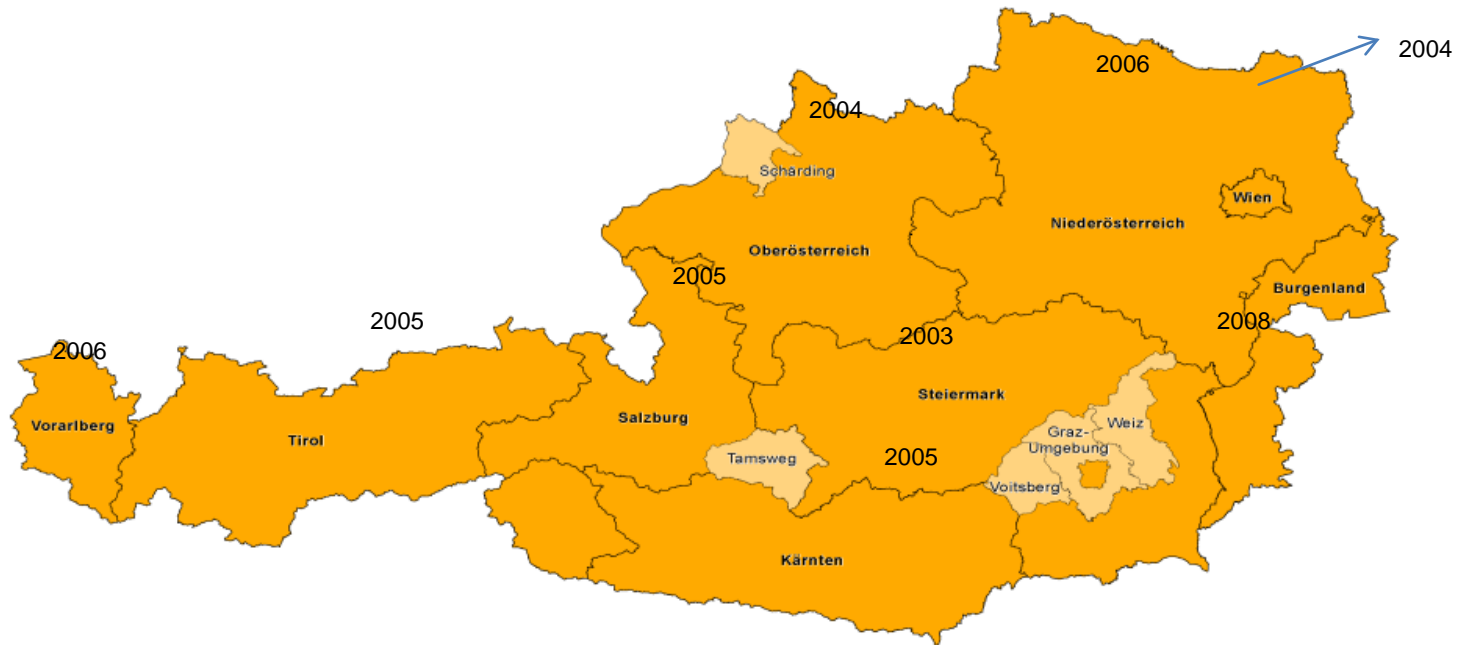 2004
2006
2004
Schärding
Wien
Niederösterreich
Oberösterreich
2005
Burgenland
2005
2003
2008
2006
Steiermark
Salzburg
Weiz
Vorarlberg
Graz-
Umgebung
Tirol
Tamsweg
2005
Voitsberg
Kärnten